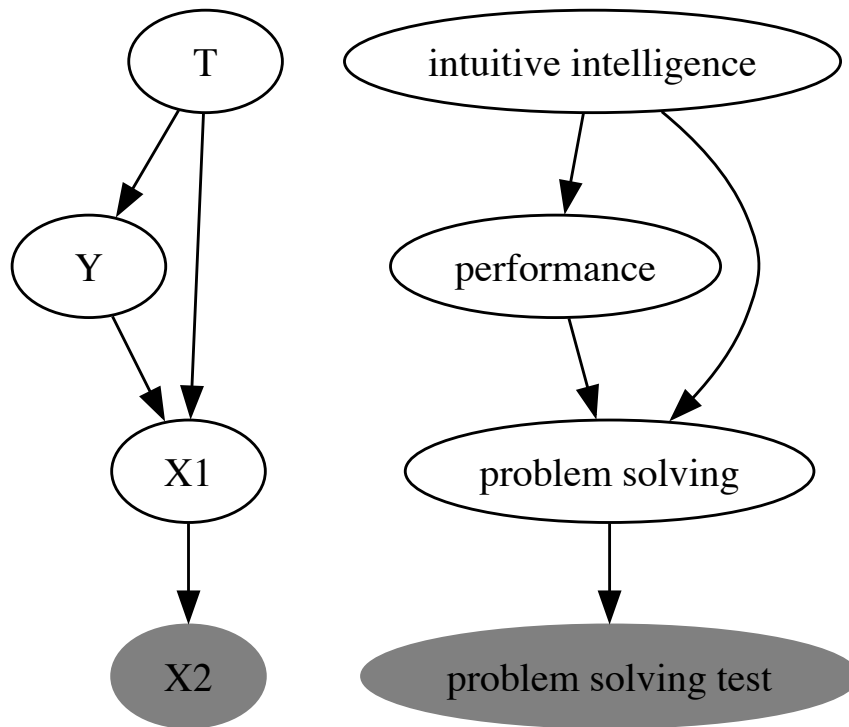 T
intuitive intelligence
Y
performance
X1
problem solving
X2
problem solving test